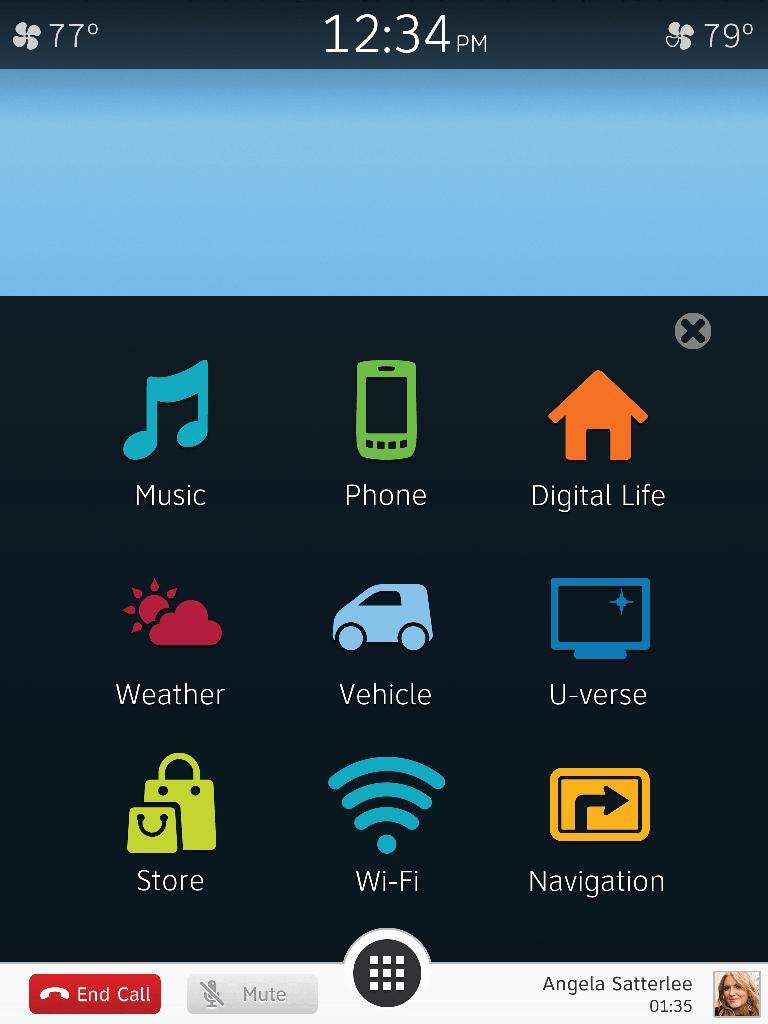 77° 12:34 PM 79°
Music Phone Digital Life
Weather Vehicle U-verse
Store Wi-Fi Navigation
End Call Mute Angela Satterlee
01:35